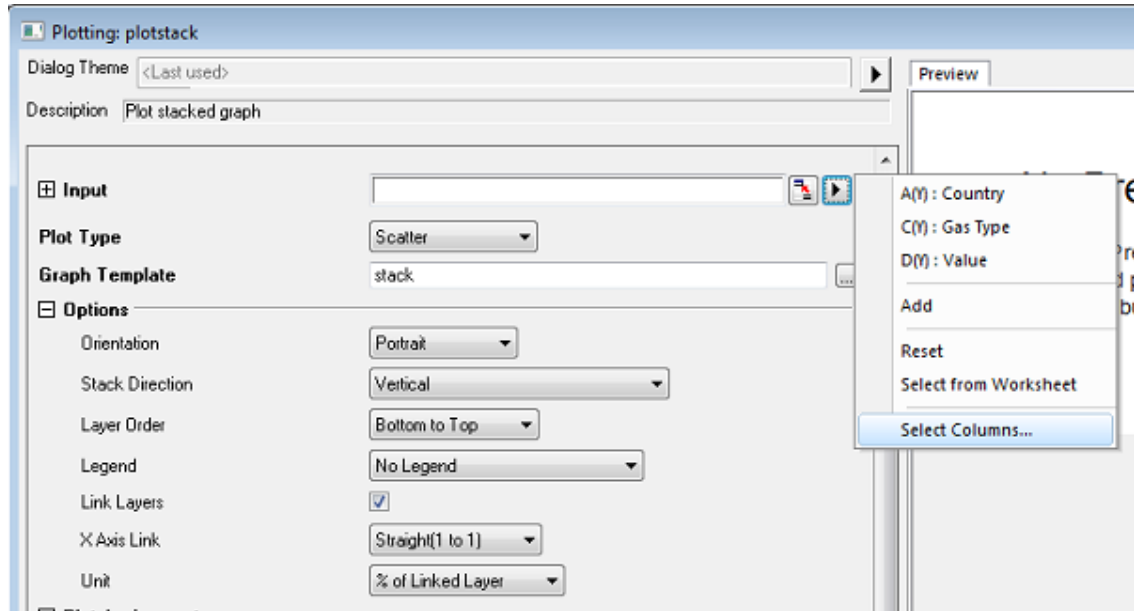 Plotting: plotstack
Dialog Theme <Last used>
Preview
Description Plot stacked graph
Input
A(Y) : Country
Plot Type Scatter
C(Y) : Gas Type
D(Y) : Value
Graph Template stack ...
Options
Add
Orientation Portrait
Reset
Stack Direction Vertical
Select from Worksheet
Layer Order Bottom to Top
Select Columns...
Legend No Legend
Link Layers
X Axis Link Straight(1 to 1)
Unit % of Linked Layer